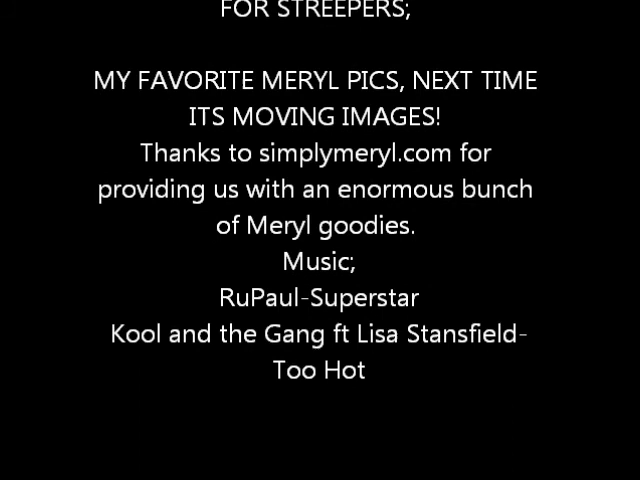 FOR STREEPERS;
MY FAVORITE MERYL PICS, NEXT TIME
ITS MOVING IMAGES!
Thanks to simplymeryl.com for
providing us with an enormous bunch
of Meryl goodies.
Music;
RuPaul-Superstar
Kool and the Gang ft Lisa Stansfield-
Too Hot